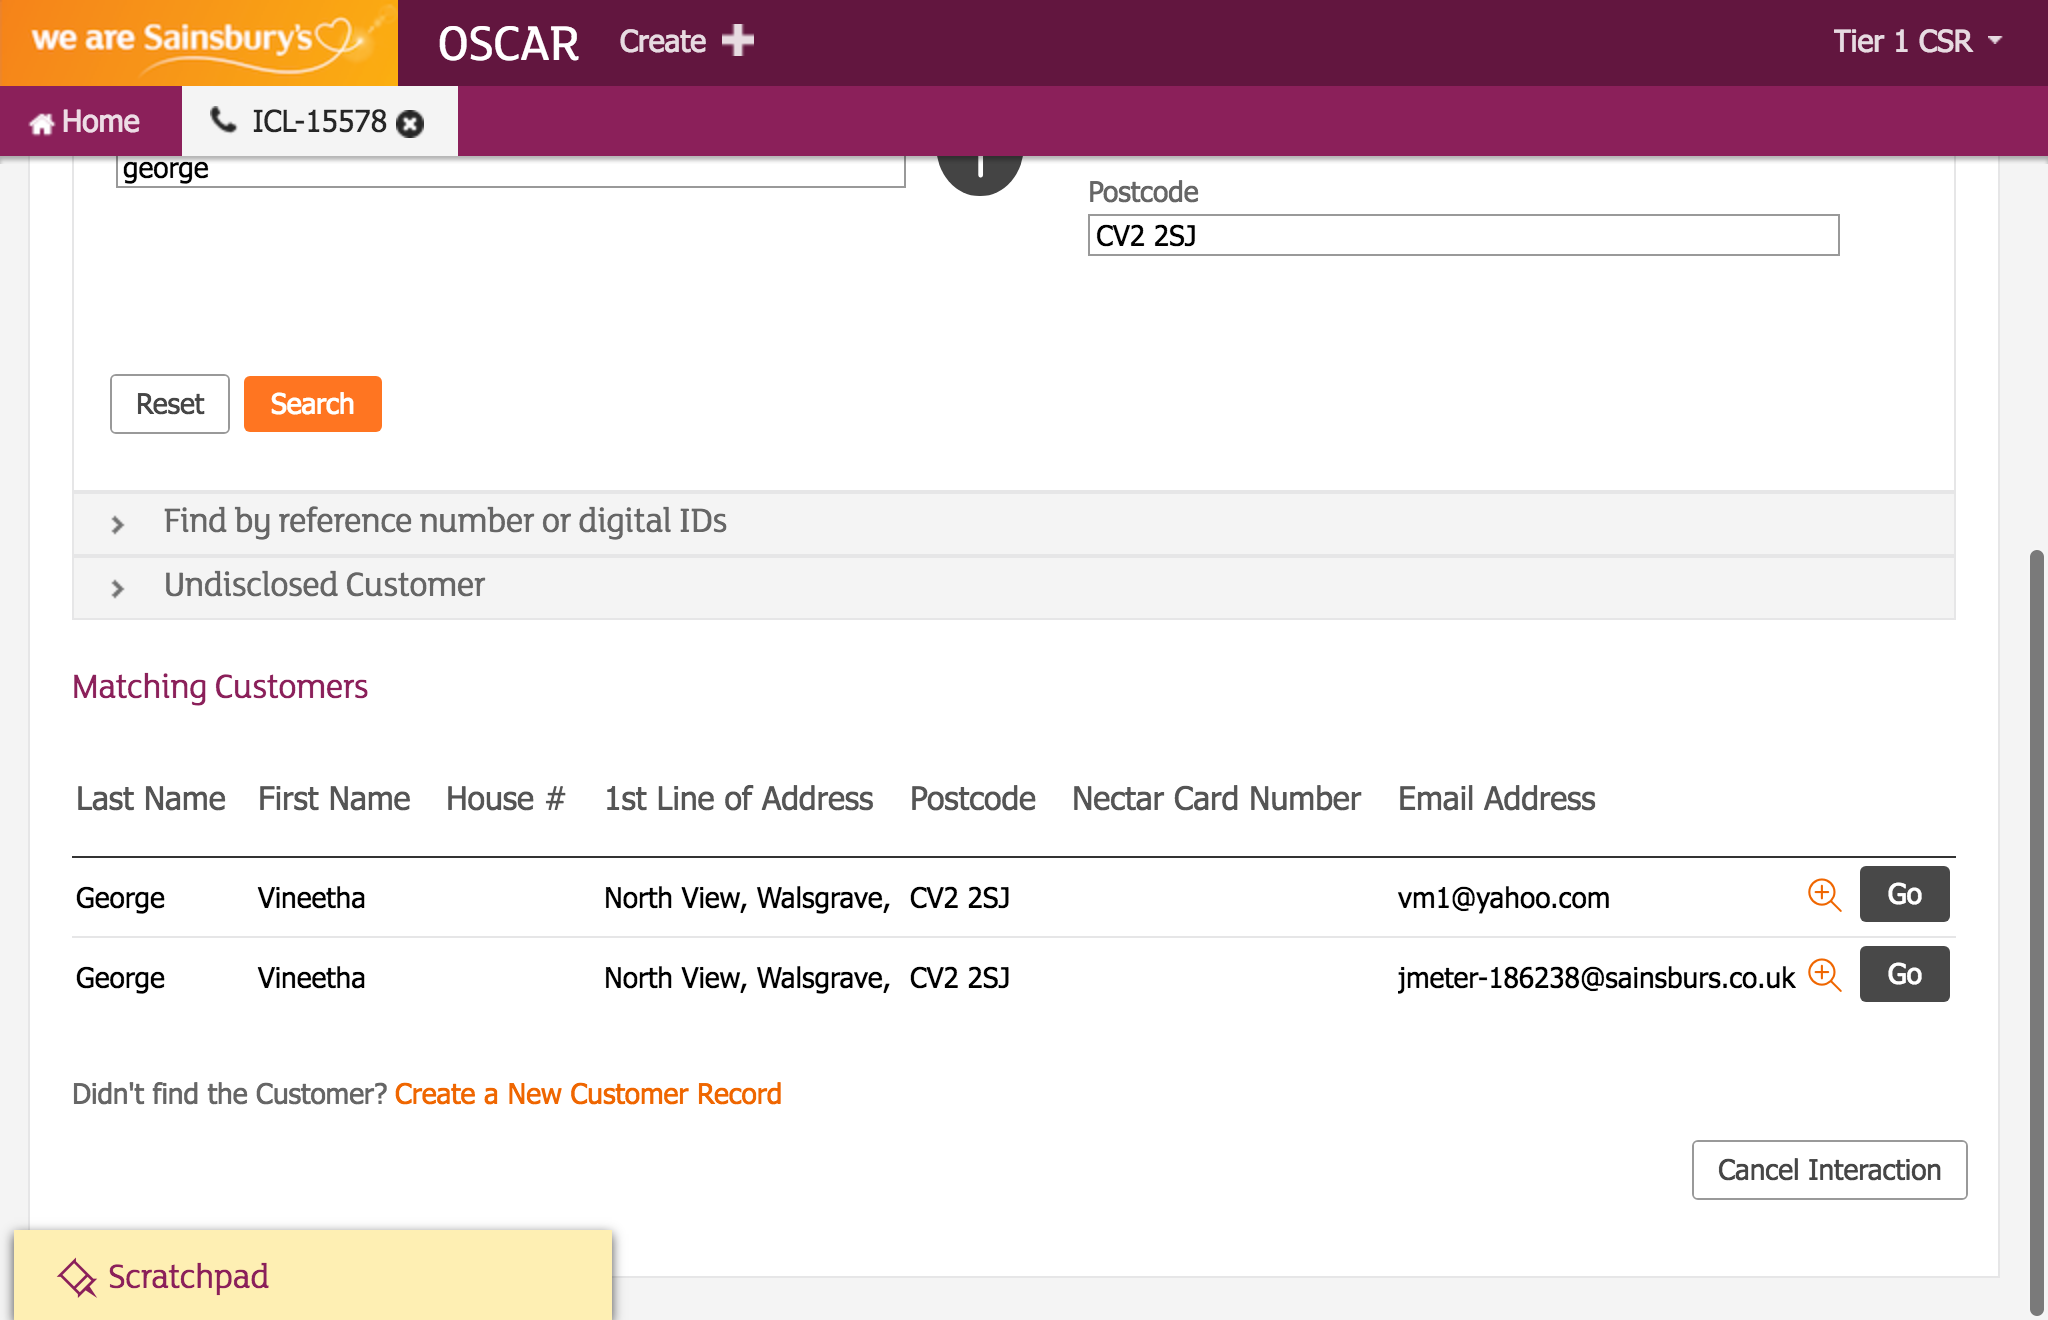 we are Sainsbury's
OSCAR
Create
Tier 1 CSR
Home
ICL-15578
george
Postcode
CV2 2SJ
Reset
Search
Find by reference number or digital IDs
Undisclosed Customer
Matching Customers
Last Name First Name House # 1st Line of Address Postcode Nectar Card Number Email Address
George Vineetha North View, Walsgrave, CV2 2SJ vm1@yahoo.com Go
George Vineetha North View, Walsgrave, CV2 2SJ jmeter-186238@sainsburs.co.uk Go
Didn't find the Customer? Create a New Customer Record
Cancel Interaction
Scratchpad